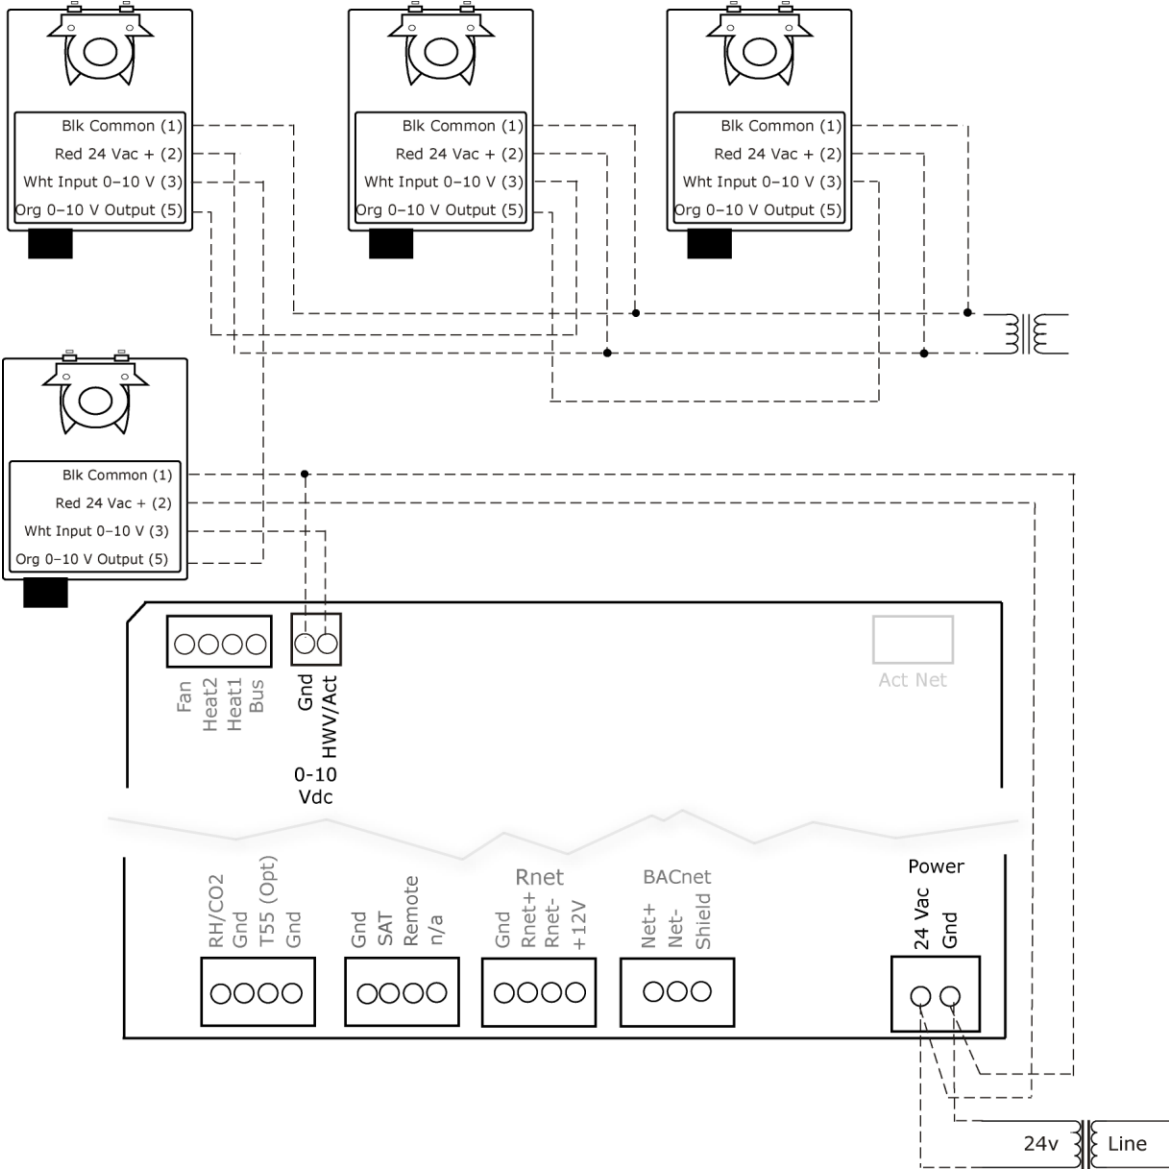 Blk Common (1)
Red 24 Vac + (2)
Wht Input 0–10 V (3)
Org 0–10 V Output (5)
Blk Common (1)
Red 24 Vac + (2)
Wht Input 0–10 V (3)
Org 0–10 V Output (5)
Blk Common (1)
Red 24 Vac + (2)
Wht Input 0–10 V (3)
Org 0–10 V Output (5)
Blk Common (1)
Red 24 Vac + (2)
Wht Input 0–10 V (3)
Org 0–10 V Output (5)
Fan
Heat2
Heat1
Bus
Gnd
HWV/Act
0-10
Vdc
Act Net
RH/CO2
Gnd
T55 (Opt)
Gnd
Gnd
SAT
Remote
n/a
Rnet
Gnd
Rnet+
Rnet-
+12V
BACnet
Net+
Net-
Shield
Power
24 Vac
Gnd
24v
Line